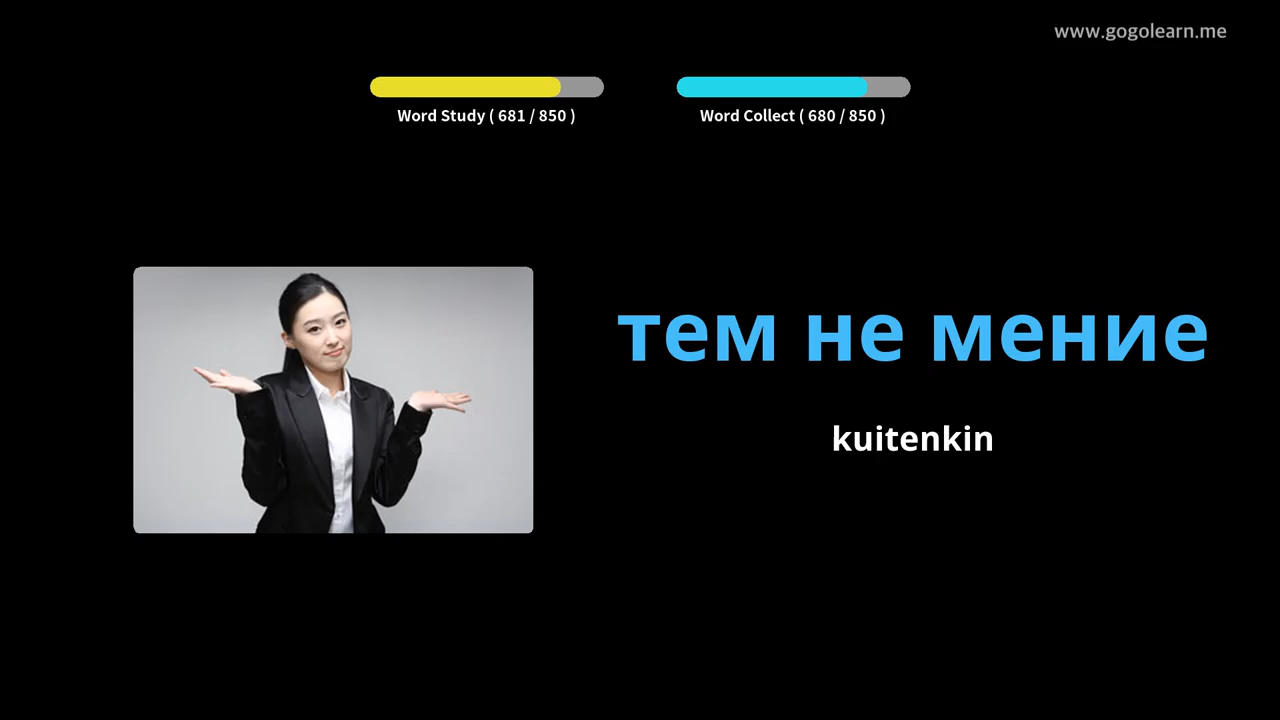 www.gogolearn.me
Word Study ( 681 / 850 )
Word Collect ( 680 / 850 )
тем не мение
kuitenkin